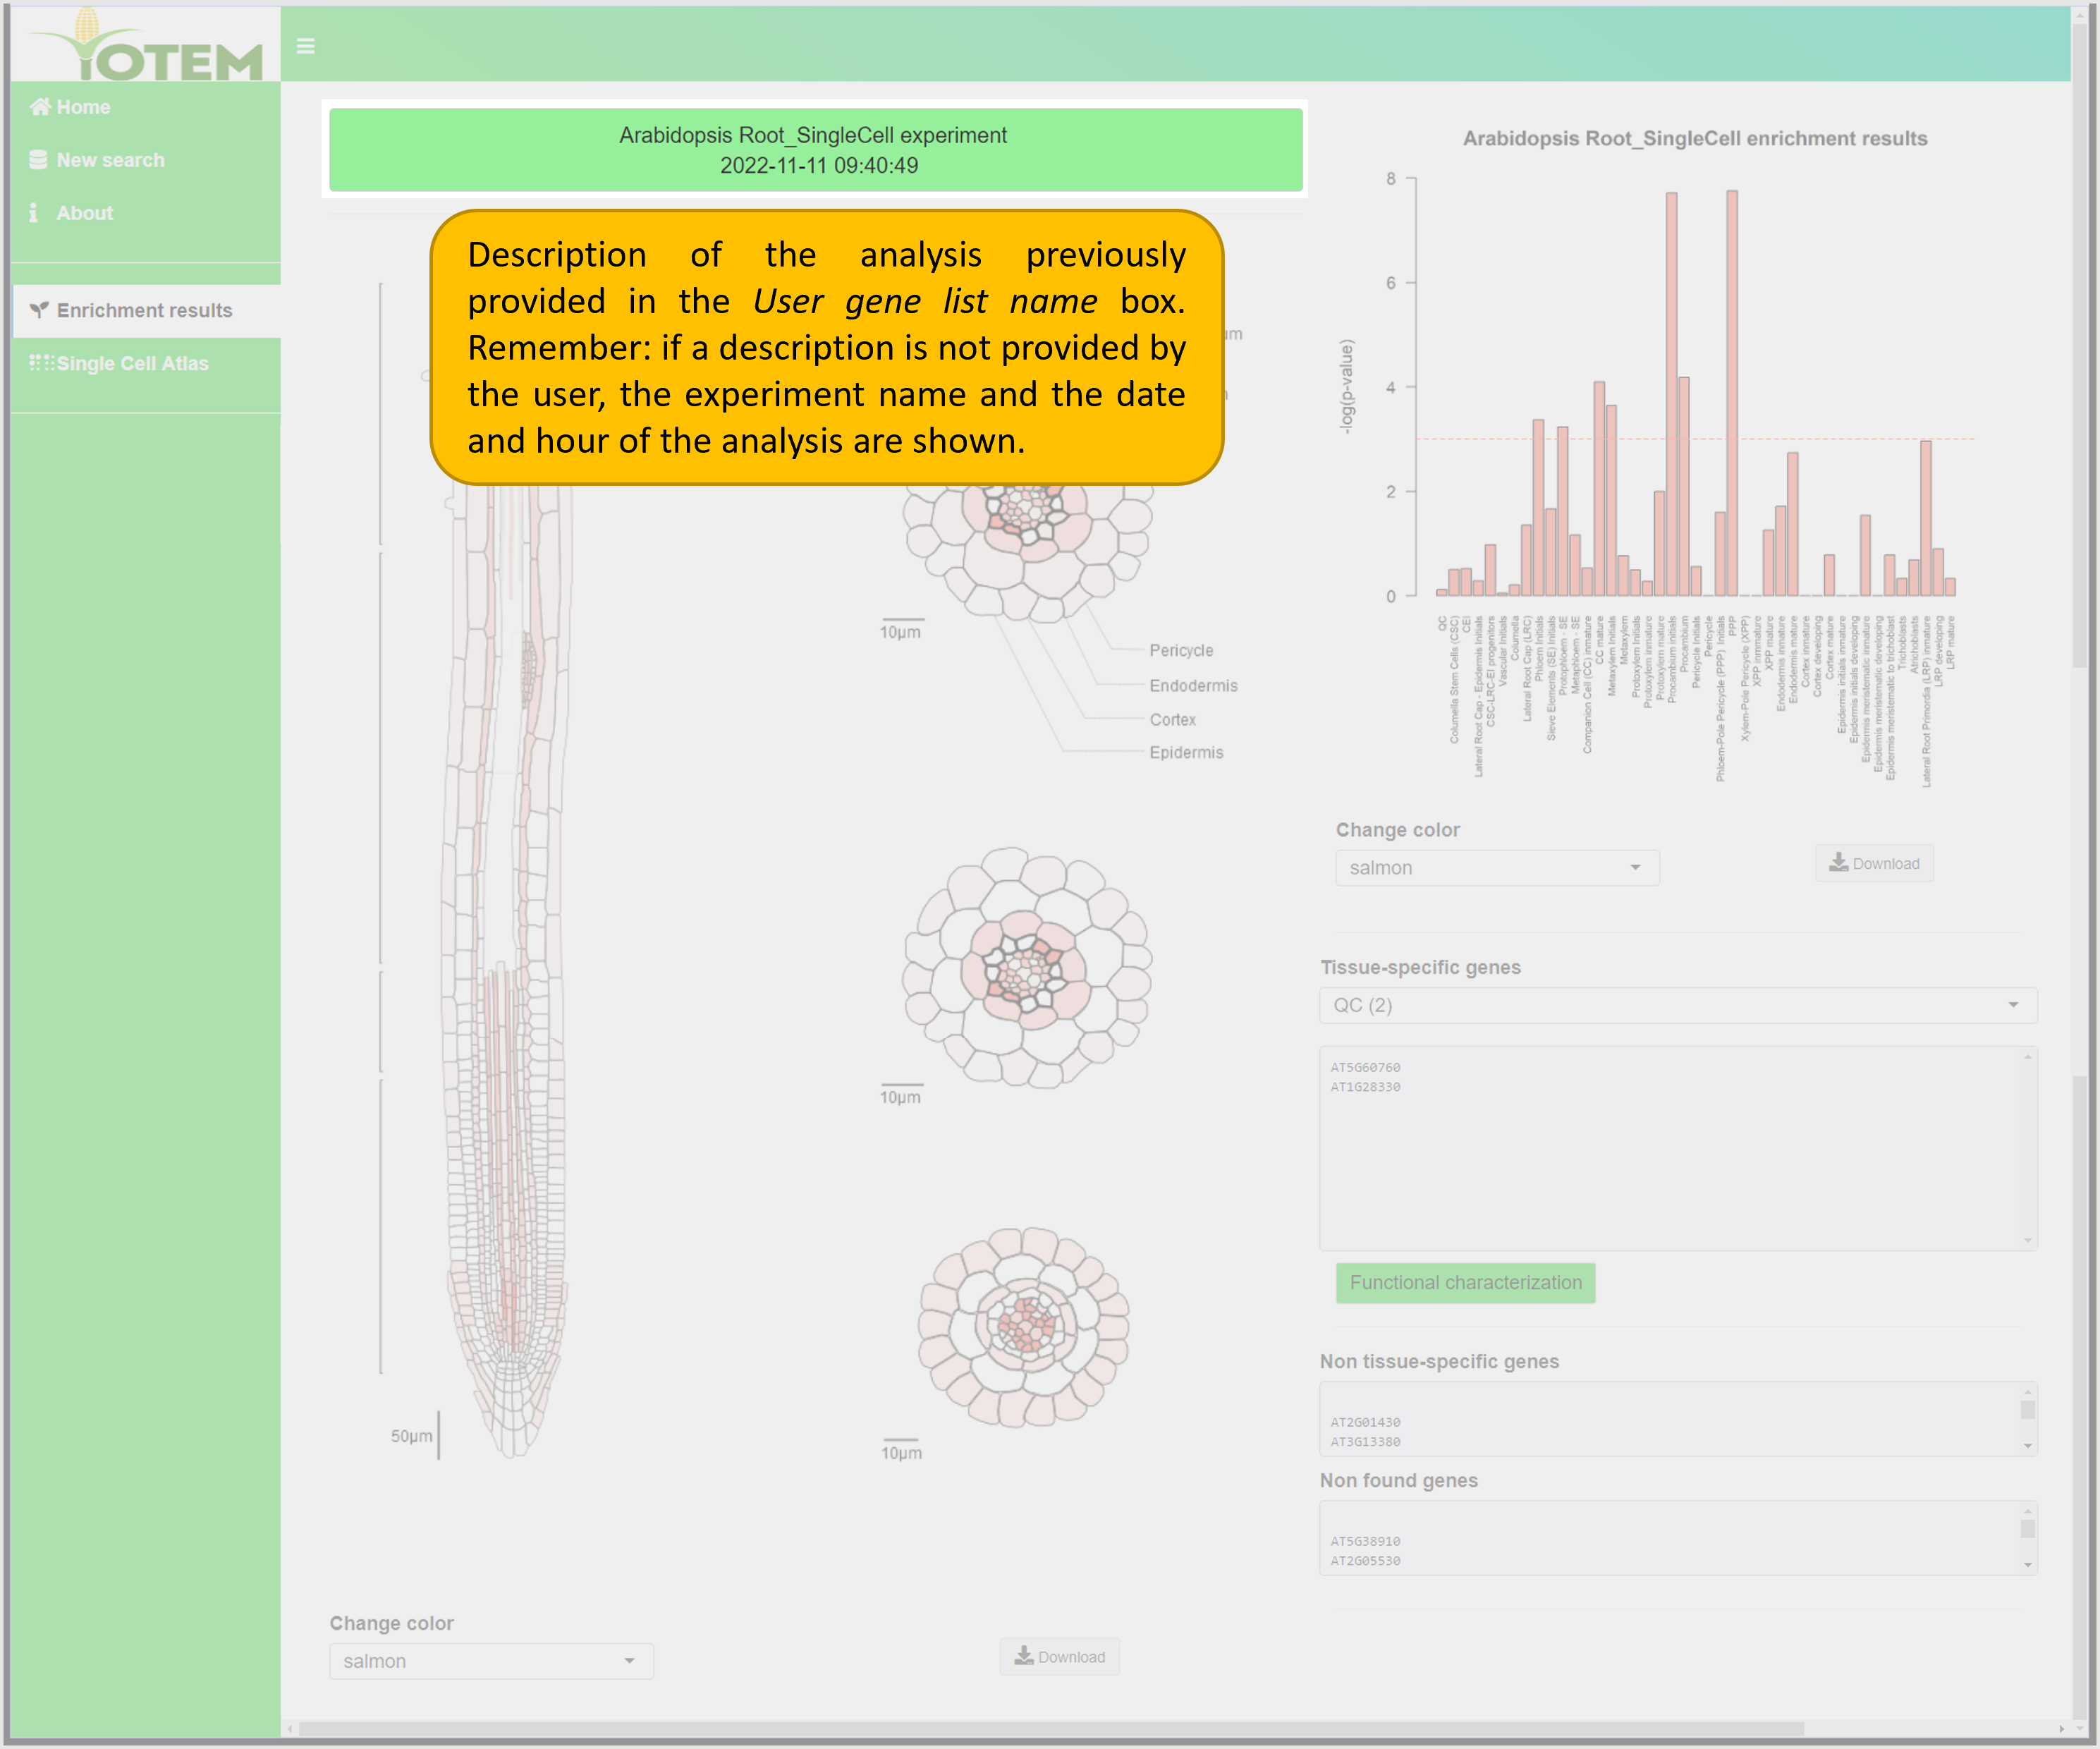 TOTEM
Home
New search
About
Enrichment results
Single Cell Atlas
Arabidopsis Root_SingleCell experiment
2022-11-11 09:40:49
Description of the analysis previously
provided in the User gene list name box.
Remember: if a description is not provided by
the user, the experiment name and the date
and hour of the analysis are shown.
10µm
Pericycle
Endodermis
Cortex
Epidermis
10µm
50µm
10µm
Change color
salmon
Download
Arabidopsis Root_SingleCell enrichment results
-log(p-value)
8
6
4
2
0
QC
Columella Stem Cells (CSC)
CEI
Lateral Root Cap - Epidermis Initials
CSC-LRC-EI progenitors
Vascular Initials
Columella
Lateral Root Cap (LRC)
Phloem Initials
Sieve Elements (SE) Initials
Protophloem - SE
Metaphloem - SE
Companion Cell (CC) inmature
CC mature
Metaxylem Initials
Metaxylem
Protoxylem Initials
Protoxylem inmature
Protoxylem mature
Procambium initials
Procambium
Pericycle Initials
Pericycle
Phloem-Pole Pericycle (PPP) Initials
PPP
Xylem-Pole Pericycle (XPP)
XPP inmature
XPP mature
Endodermis inmature
Endodermis mature
Cortex inmature
Cortex developing
Cortex mature
Epidermis initials inmature
Epidermis initials developing
Epidermis meristematic inmature
Epidermis meristematic developing
Epidermis meristematic to trichoblast
Trichoblasts
Atrichoblasts
Lateral Root Primordia (LRP) inmature
LRP developing
LRP mature
Change color
salmon
Download
Tissue-specific genes
QC (2)
AT5G60760
AT1G28330
Functional characterization
Non tissue-specific genes
AT2G01430
AT3G13380
Non found genes
AT5G38910
AT2G05530